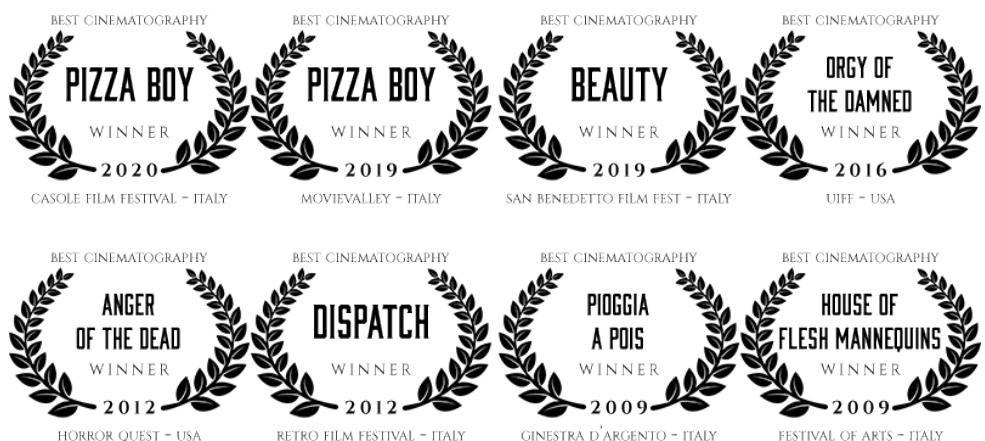 BEST CINEMATOGRAPHY
PIZZA BOY
WINNER
2020
CASOLE FILM FESTIVAL - ITALY
BEST CINEMATOGRAPHY
PIZZA BOY
WINNER
2019
MOVIEVALLEY - ITALY
BEST CINEMATOGRAPHY
BEAUTY
WINNER
2019
SAN BENEDETTO FILM FEST - ITALY
BEST CINEMATOGRAPHY
ORGY OF
THE DAMNED
WINNER
2016
UIFF - USA
BEST CINEMATOGRAPHY
ANGER
OF THE DEAD
WINNER
2012
HORROR QUEST - USA
BEST CINEMATOGRAPHY
DISPATCH
WINNER
2012
RETRO FILM FESTIVAL - ITALY
BEST CINEMATOGRAPHY
PIOGGIA
A POIS
WINNER
2009
GINESTRA D'ARGENTO - ITALY
BEST CINEMATOGRAPHY
HOUSE OF
FLESH MANNEQUINS
WINNER
2009
FESTIVAL OF ARTS - ITALY